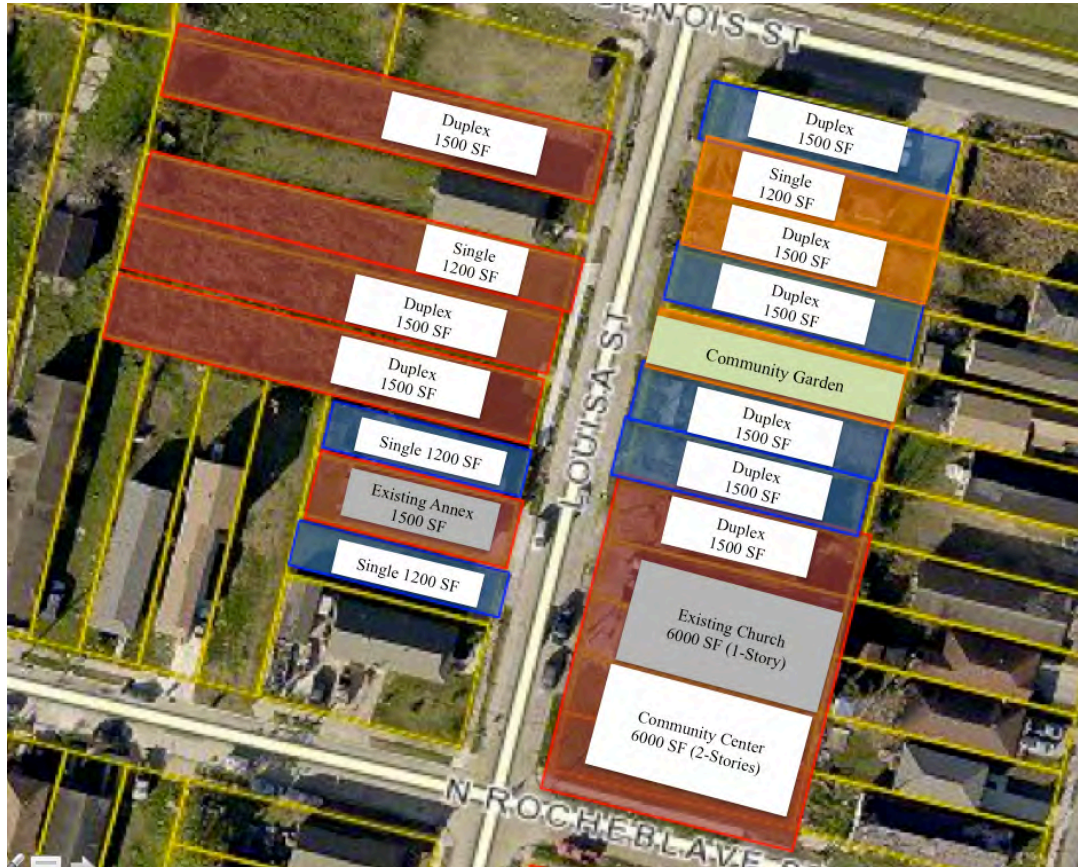 ENOIS ST
Duplex
1500 SF
Duplex
1500 SF
Single
1200 SF
Duplex
1500 SF
Single
1200 SF
Duplex
1500 SF
Duplex
1500 SF
LOUISA ST
Community Garden
Duplex
1500 SF
Duplex
1500 SF
Single 1200 SF
Duplex
1500 SF
Existing Annex
1500 SF
Duplex
1500 SF
Single 1200 SF
Existing Church
6000 SF (1-Story)
Community Center
6000 SF (2-Stories)
N ROCHEBLAVE S